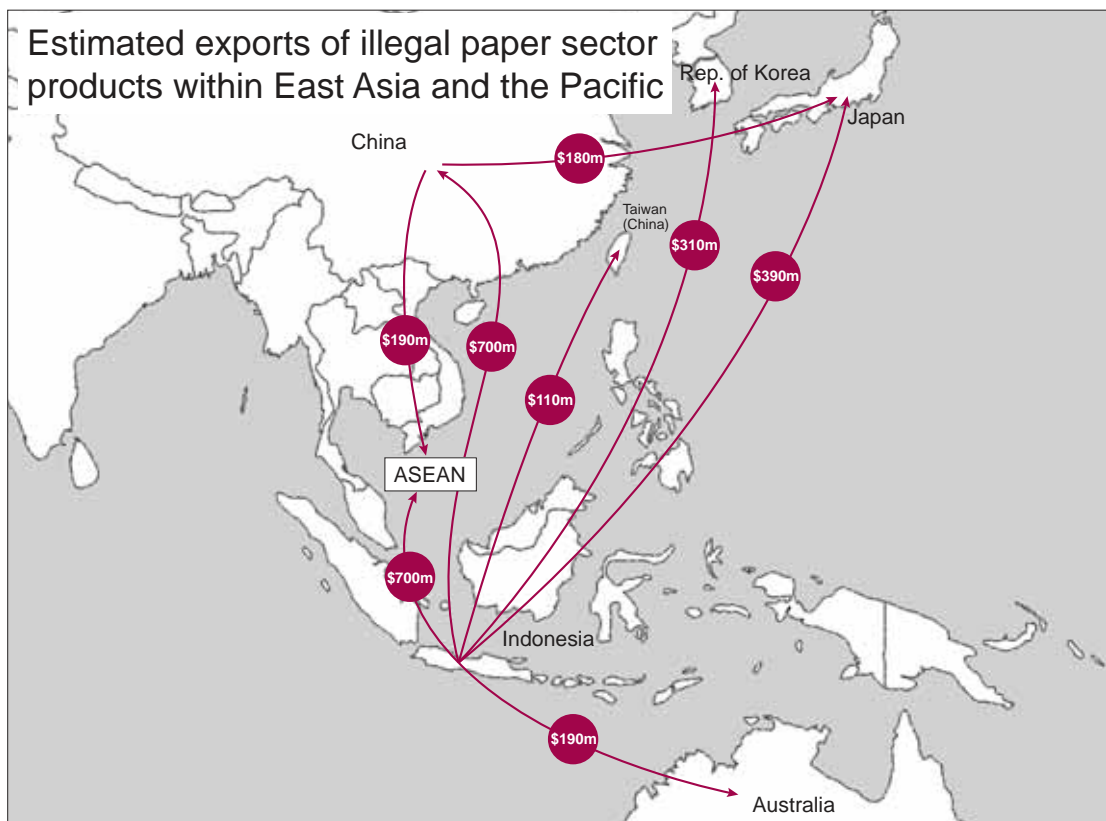 Estimated exports of illegal paper sector
products within East Asia and the Pacific
Rep. of Korea
Japan
China
$180m
Taiwan
(China)
$310m
$390m
$190m
$700m
$110m
ASEAN
$700m
Indonesia
$190m
Australia